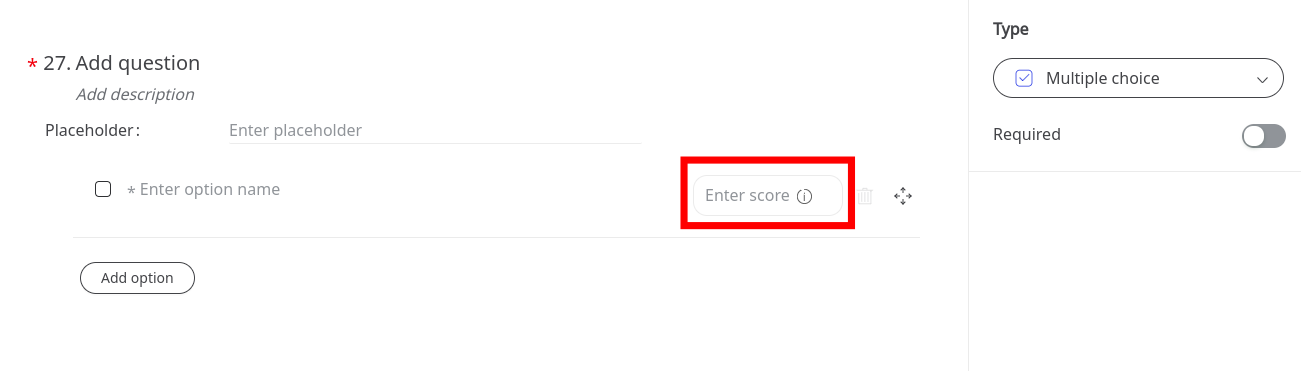 * 27. Add question
Add description
Placeholder: Enter placeholder
* Enter option name
Enter score
Add option
Type
Multiple choice
Required